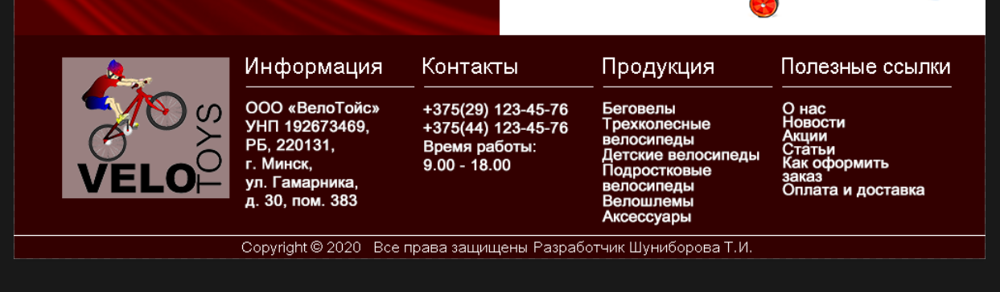 VELO
TOYS
Информация
ООО «ВелоТойс»
УНП 192673469,
РБ, 220131,
г. Минск,
ул. Гамарника,
д. 30, пом. 383
Контакты
+375(29) 123-45-76
+375(44) 123-45-76
Время работы:
9.00 - 18.00
Продукция
Беговелы
Трехколесные
велосипеды
Детские велосипеды
Подростковые
велосипеды
Велошлемы
Аксессуары
Полезные ссылки
О нас
Новости
Акции
Статьи
Как оформить
заказ
Оплата и доставка
Copyright © 2020 Все права защищены Разработчик Шуниборова Т.И.